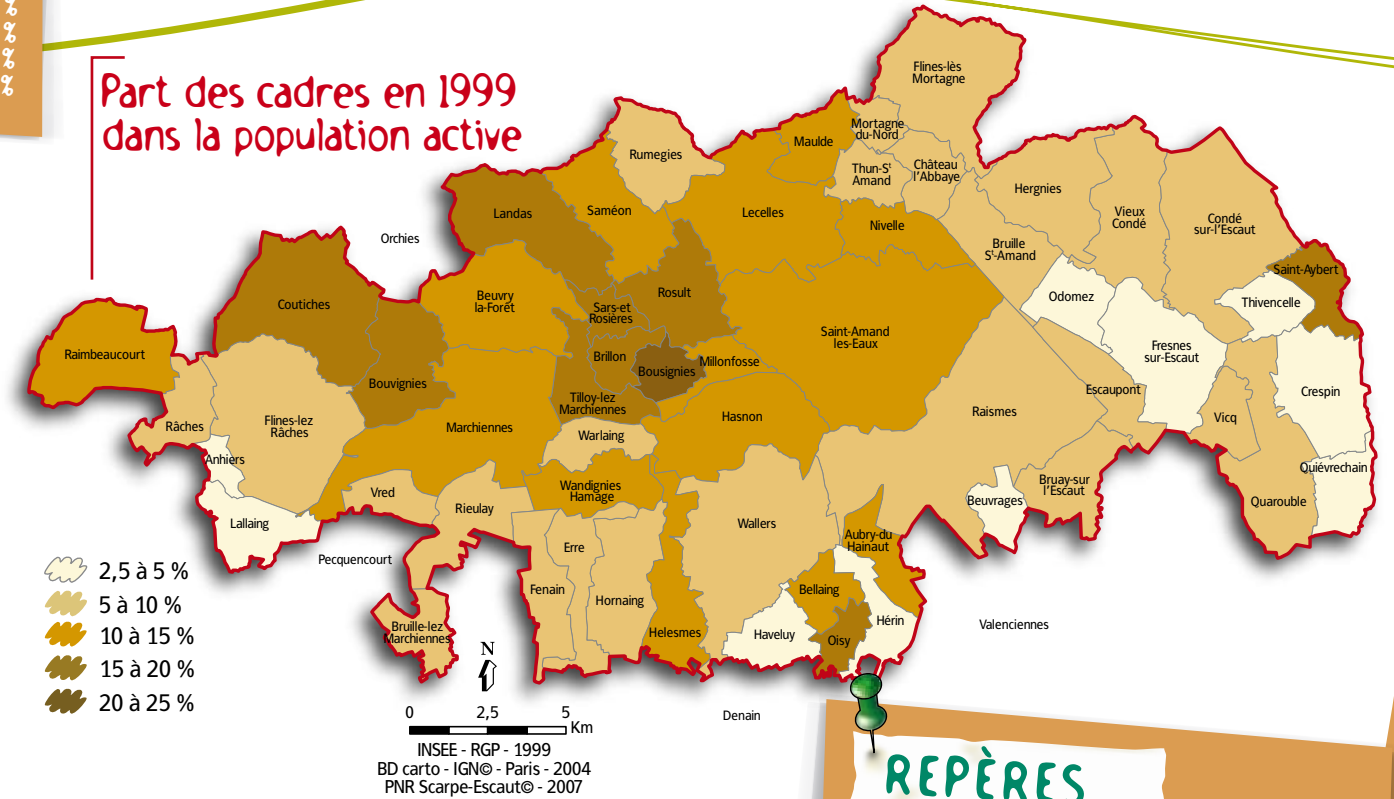 %
%
%
%
Part des cadres en 1999
dans la population active
Flines-lès
Mortagne
Mortagne
du-Nord
Maulde
Rumegies
Thun-Sᵗ
Amand
Château
l'Abbaye
Hergnies
Vieux
Condé
Condé
sur-l'Escaut
Landas
Saméon
Lecelles
Nivelle
Bruille
Sᵗ-Amand
Orchies
Saint-Aybert
Coutiches
Beuvry
la-Forêt
Sars-et
Rosières
Rosult
Odomez
Thivencelle
Raimbeaucourt
Saint-Amand
les-Eaux
Fresnes
sur-Escaut
Brillon
Bousignies
Millonfosse
Bouvignies
Escaupont
Crespin
Tilloy-lez
Marchiennes
Hasnon
Raismes
Vicq
Râches
Flines-lez
Râches
Marchiennes
Warlaing
Anhiers
Quiévrechain
Vred
Rieulay
Wandignies
Hamage
Beuvrages
Bruay-sur
l'Escaut
Quarouble
Lallaing
Wallers
Aubry-du
Hainaut
Pecquencourt
Erre
Fenain
Hornaing
Bellaing
Bruille-lez
Marchiennes
Helesmes
Haveluy
Oisy
Hérin
Valenciennes
Denain
2,5 à 5 %
5 à 10 %
10 à 15 %
15 à 20 %
20 à 25 %
N
0 2,5 5
Km
INSEE - RGP - 1999
BD carto - IGN© - Paris - 2004
PNR Scarpe-Escaut© - 2007
REPÈRES